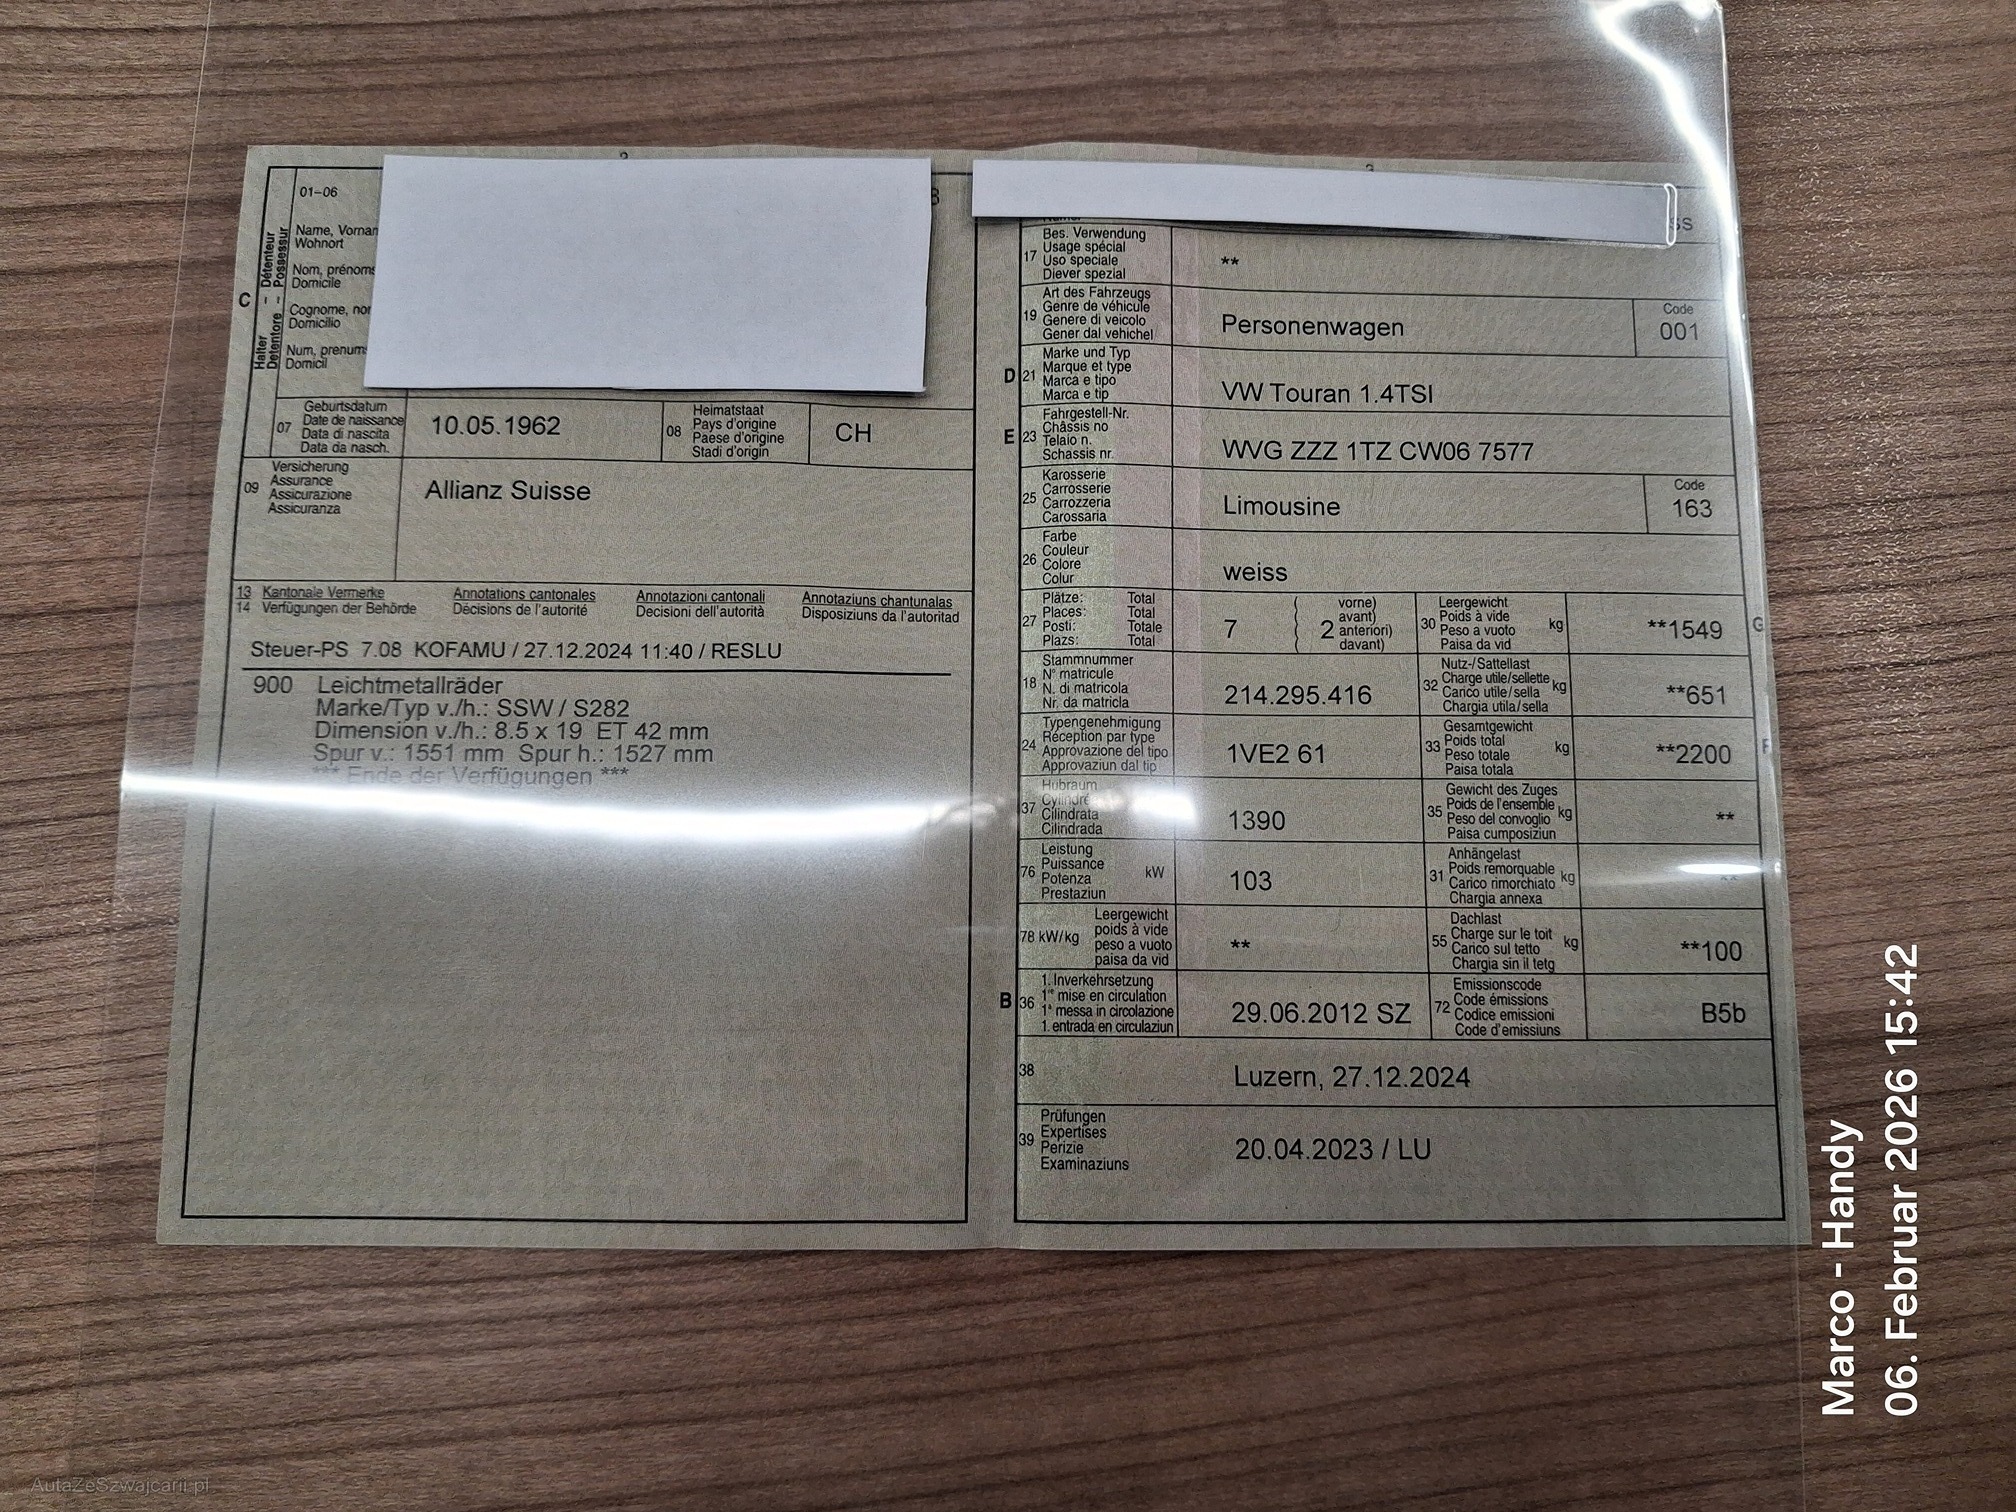 01-06
Halter - Détenteur
Detentore - Possessur
Name, Vornam
Wohnort
Nom, prénoms
Domicile
Cognome, nor
Domicilio
Num, prenum
Domicil
C
07
Geburtsdatum
Date de naissance
Data di nascita
Data da nasch.
10.05.1962
08
Heimatstaat
Pays d'origine
Paese d'origine
Stadi d'origin
CH
09
Versicherung
Assurance
Assicurazione
Assicuranza
Allianz Suisse
13 Kantonale Vermerke Annotations cantonales Annotazioni cantonali Annotaziuns chantunalas
14 Verfügungen der Behörde Décisions de l'autorité Decisioni dell'autorità Disposiziuns da l'autoritad
Steuer-PS 7.08 KOFAMU / 27.12.2024 11:40 / RESLU
900 Leichtmetallräder
Marke/Typ v./h.: SSW / S282
Dimension v./h.: 8.5 x 19 ET 42 mm
Spur v.: 1551 mm Spur h.: 1527 mm
*** Ende der Verfügungen ***
SS
17
Bes. Verwendung
Usage spécial
Uso speciale
Diever spezial
**
19
Art des Fahrzeugs
Genre de véhicule
Genere di veicolo
Gener dal vehichel
Personenwagen
Code
001
D 21
Marke und Typ
Marque et type
Marca e tipo
Marca e tip
VW Touran 1.4TSI
E 23
Fahrgestell-Nr.
Châssis no
Telaio n.
Schassis nr.
WVG ZZZ 1TZ CW06 7577
25
Karosserie
Carrosserie
Carrozzeria
Carossaria
Limousine
Code
163
26
Farbe
Couleur
Colore
Colur
weiss
27
Plätze: Total
Places: Total
Posti: Totale
Plazs: Total
7
2
vorne)
avant)
anteriori)
davant)
30
Leergewicht
Poids à vide
Peso a vuoto
Paisa da vid
kg
**1549
G
18
Stammnummer
N° matricule
N. di matricola
Nr. da matricla
214.295.416
32
Nutz-/Sattellast
Charge utile/sellette
Carico utile/sella
Chargia utila/sella
kg
**651
24
Typengenehmigung
Réception par type
Approvazione del tipo
Approvaziun dal tip
1VE2 61
33
Gesamtgewicht
Poids total
Peso totale
Paisa totala
kg
**2200
F
37
Hubraum
Cylindrée
Cilindrata
Cilindrada
1390
35
Gewicht des Zuges
Poids de l'ensemble
Peso del convoglio
Paisa cumposiziun
kg
**
76
Leistung
Puissance
Potenza
Prestaziun
kW
103
31
Anhängelast
Poids remorquable
Carico rimorchiato
Chargia annexa
kg
**
78 kW/kg
Leergewicht
poids à vide
peso a vuoto
paisa da vid
**
55
Dachlast
Charge sur le toit
Carico sul tetto
Chargia sin il tetg
kg
**100
B 36
1. Inverkehrsetzung
1re mise en circulation
1a messa in circolazione
1. entrada en circulaziun
29.06.2012 SZ
72
Emissionscode
Code émissions
Codice emissioni
Code d'emissiuns
B5b
38
Luzern, 27.12.2024
39
Prüfungen
Expertises
Perizie
Examinaziuns
20.04.2023 / LU
Marco - Handy
06. Februar 2026 15:42
AutaZeSzwajcarii.pl